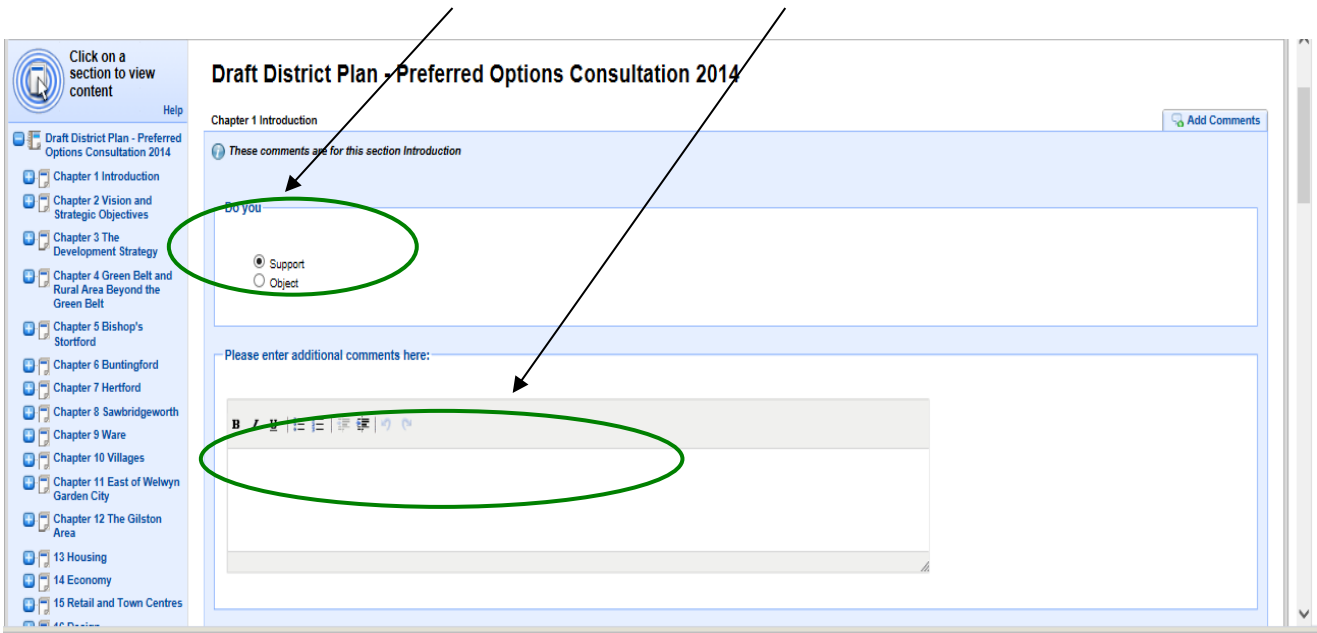 Click on a
section to view
content
Help
Draft District Plan - Preferred
Options Consultation 2014
Chapter 1 Introduction
Chapter 2 Vision and
Strategic Objectives
Chapter 3 The
Development Strategy
Chapter 4 Green Belt and
Rural Area Beyond the
Green Belt
Chapter 5 Bishop's
Stortford
Chapter 6 Buntingford
Chapter 7 Hertford
Chapter 8 Sawbridgeworth
Chapter 9 Ware
Chapter 10 Villages
Chapter 11 East of Welwyn
Garden City
Chapter 12 The Gilston
Area
13 Housing
14 Economy
15 Retail and Town Centres
16 Design
Draft District Plan - Preferred Options Consultation 2014
Chapter 1 Introduction
Add Comments
These comments are for this section Introduction
Do you
Support
Object
Please enter additional comments here:
B I U